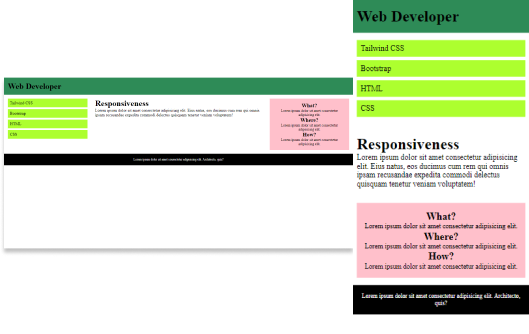 Web Developer
Tailwind CSS
Bootstrap
HTML
CSS
Responsiveness
Lorem ipsum dolor sit amet consectetur adipisicing elit. Eius natus, eos ducimus cum rem qui omnis
ipsam recusandae expedita commodi delectus quisquam tenetur veniam voluptatum!
What?
Lorem ipsum dolor sit amet consectetur
adipisicing elit.
Where?
Lorem ipsum dolor sit amet consectetur
adipisicing elit.
How?
Lorem ipsum dolor sit amet consectetur
adipisicing elit.
Lorem ipsum dolor sit amet consectetur adipisicing elit. Architecto, quis?
Web Developer
Tailwind CSS
Bootstrap
HTML
CSS
Responsiveness
Lorem ipsum dolor sit amet consectetur adipisicing
elit. Eius natus, eos ducimus cum rem qui omnis
ipsam recusandae expedita commodi delectus
quisquam tenetur veniam voluptatum!
What?
Lorem ipsum dolor sit amet consectetur adipisicing elit.
Where?
Lorem ipsum dolor sit amet consectetur adipisicing elit.
How?
Lorem ipsum dolor sit amet consectetur adipisicing elit.
Lorem ipsum dolor sit amet consectetur adipisicing elit. Architecto,
quis?